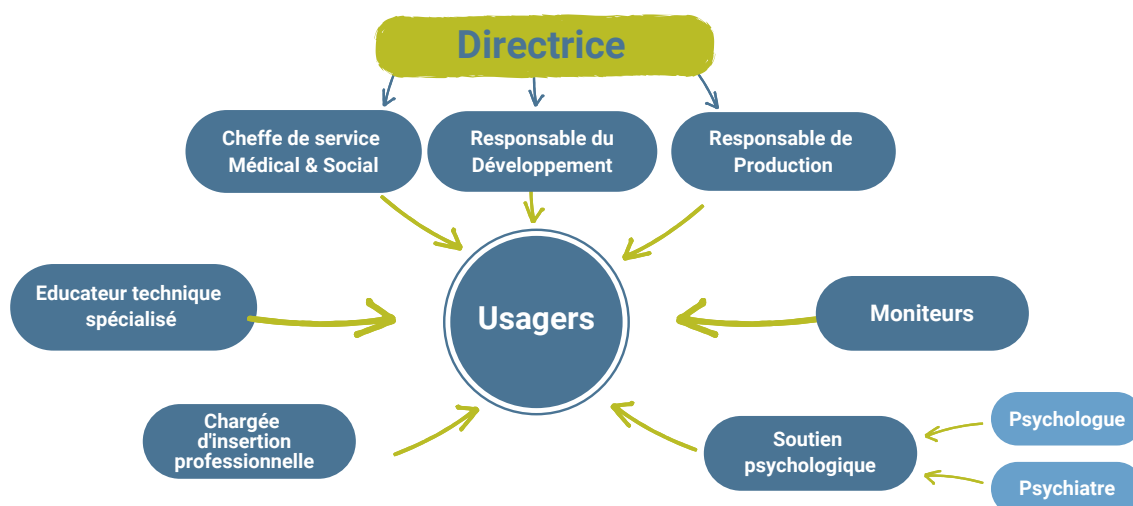 Directrice
Cheffe de service
Médical & Social
Responsable du
Développement
Responsable de
Production
Educateur technique
spécialisé
Usagers
Moniteurs
Chargée
d'insertion
professionnelle
Soutien
psychologique
Psychologue
Psychiatre